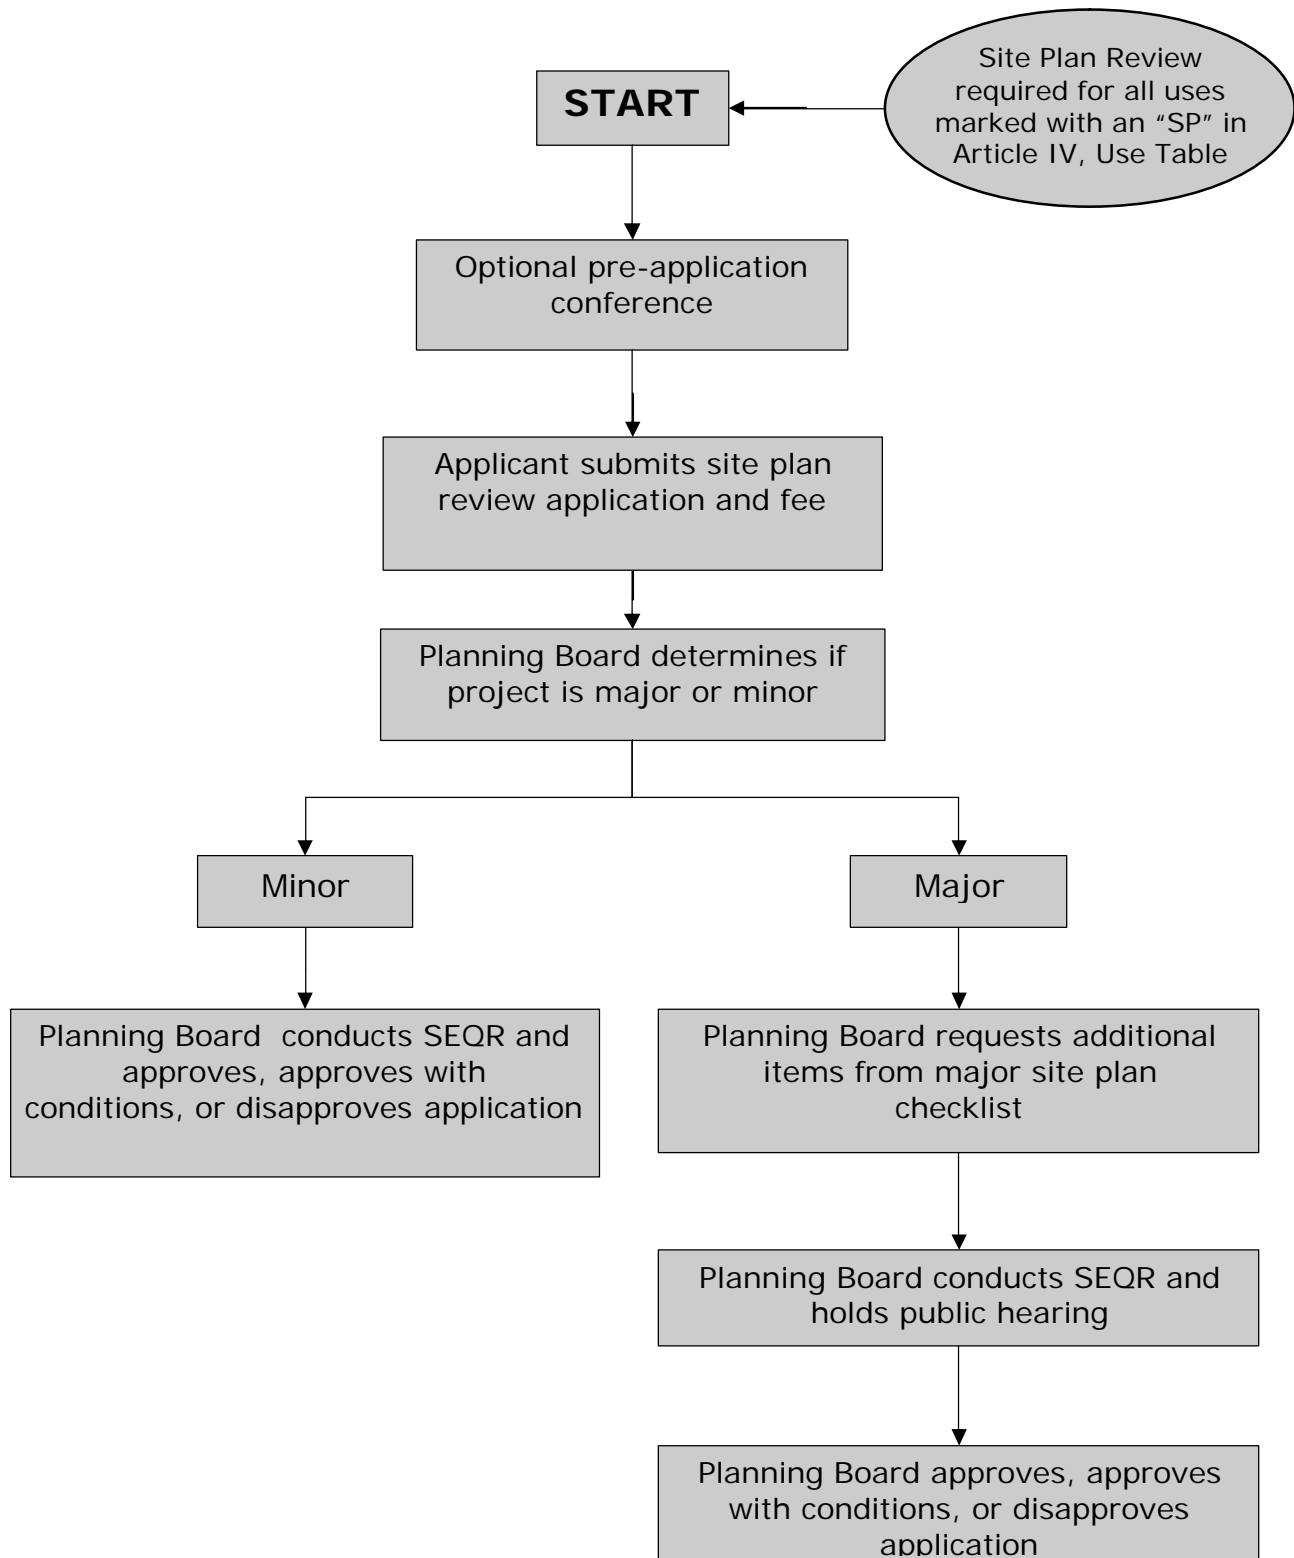 START
Site Plan Review
required for all uses
marked with an “SP” in
Article IV, Use Table
Optional pre-application
conference
Applicant submits site plan
review application and fee
Planning Board determines if
project is major or minor
Minor
Major
Planning Board conducts SEQR and
approves, approves with
conditions, or disapproves application
Planning Board requests additional
items from major site plan
checklist
Planning Board conducts SEQR and
holds public hearing
Planning Board approves, approves
with conditions, or disapproves
application